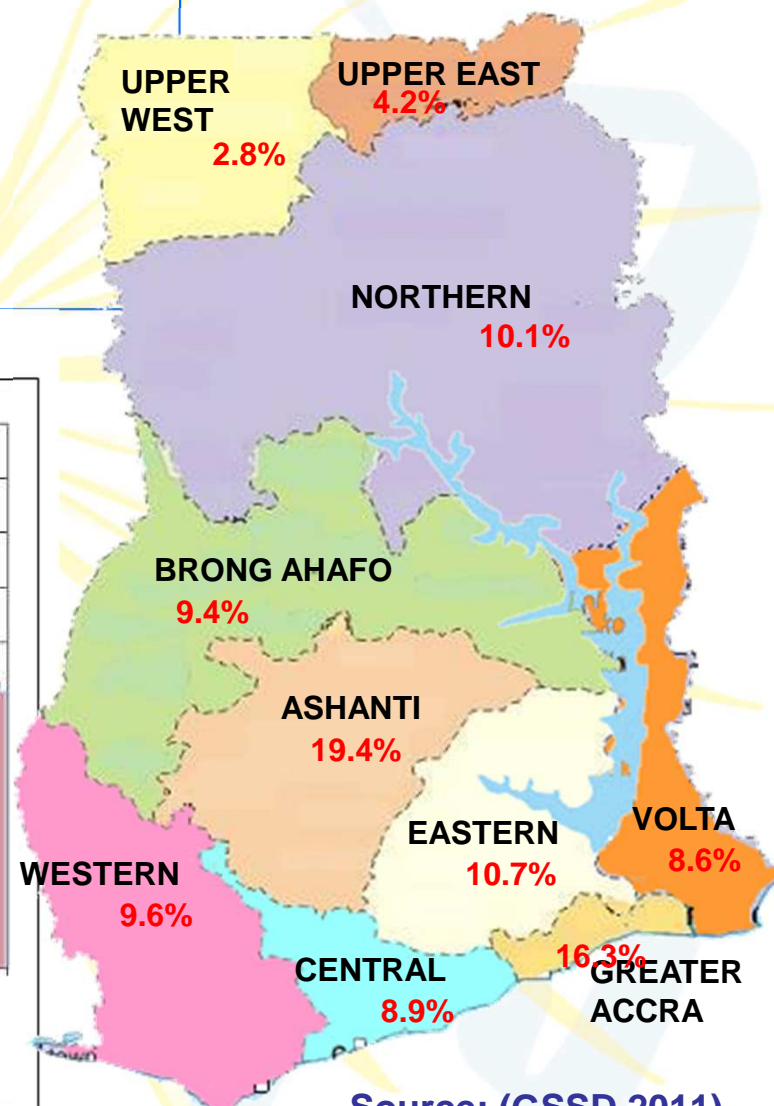 UPPER
WEST
2.8%
UPPER EAST
4.2%
NORTHERN
10.1%
BRONG AHAFO
9.4%
ASHANTI
19.4%
EASTERN
10.7%
VOLTA
8.6%
WESTERN
9.6%
CENTRAL
8.9%
16.3%
GREATER
ACCRA